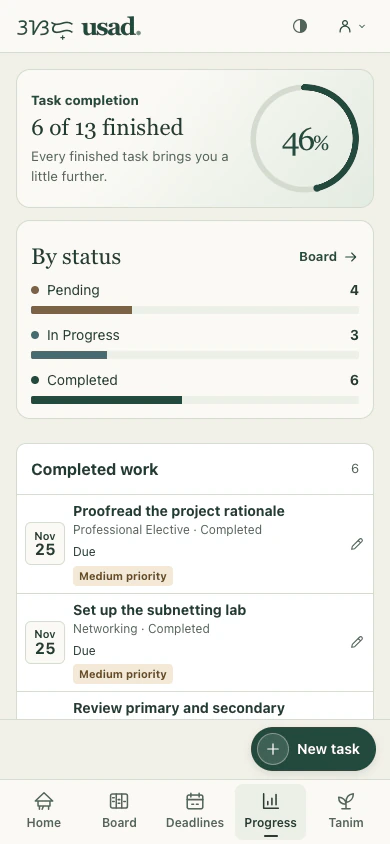 usad.
Task completion
6 of 13 finished
Every finished task brings you a
little further.
46%
By status
Board →
Pending 4
In Progress 3
Completed 6
Completed work 6
Nov 25
Proofread the project rationale
Professional Elective · Completed
Due
Medium priority
Nov 25
Set up the subnetting lab
Networking · Completed
Due
Medium priority
Review primary and secondary
New task
Home
Board
Deadlines
Progress
Tanim